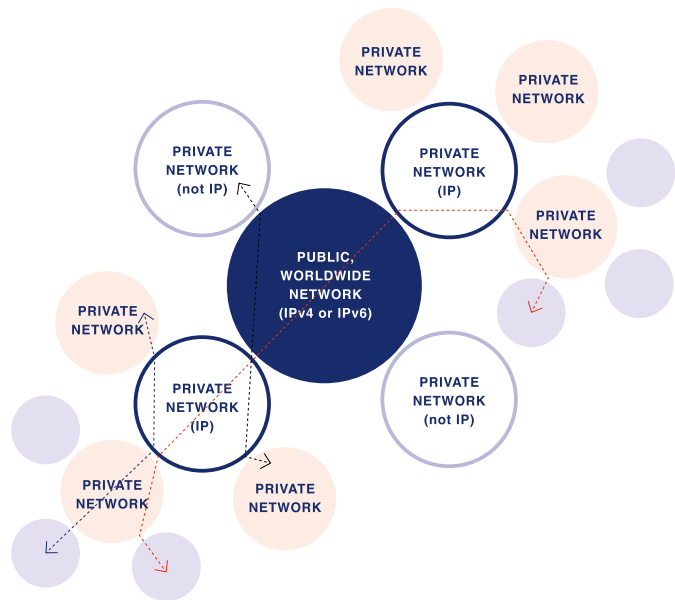 PRIVATE
NETWORK
PRIVATE
NETWORK
PRIVATE
NETWORK
(not IP)
PRIVATE
NETWORK
(IP)
PRIVATE
NETWORK
PUBLIC,
WORLDWIDE
NETWORK
(IPv4 or IPv6)
PRIVATE
NETWORK
PRIVATE
NETWORK
(IP)
PRIVATE
NETWORK
(not IP)
PRIVATE
NETWORK
PRIVATE
NETWORK